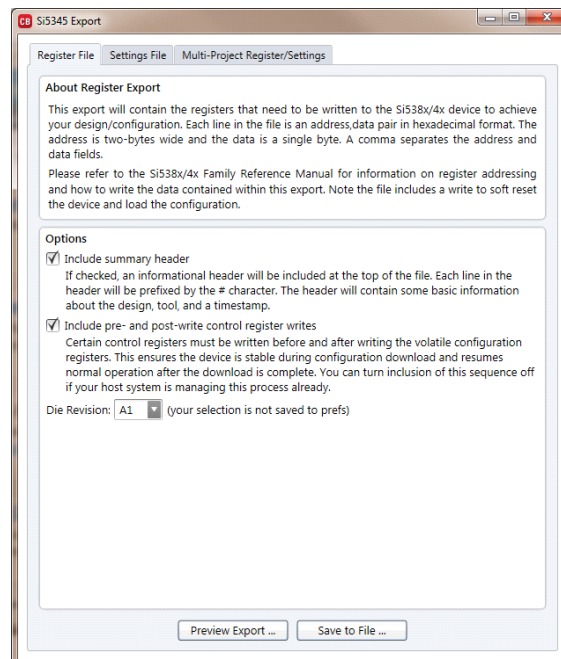 CB Si5345 Export
Register File Settings File Multi-Project Register/Settings
About Register Export
This export will contain the registers that need to be written to the Si538x/4x device to achieve
your design/configuration. Each line in the file is an address,data pair in hexadecimal format. The
address is two-bytes wide and the data is a single byte. A comma separates the address and
data fields.
Please refer to the Si538x/4x Family Reference Manual for information on register addressing
and how to write the data contained within this export. Note the file includes a write to soft reset
the device and load the configuration.
Options
Include summary header
If checked, an informational header will be included at the top of the file. Each line in the
header will be prefixed by the # character. The header will contain some basic information
about the design, tool, and a timestamp.
Include pre- and post-write control register writes
Certain control registers must be written before and after writing the volatile configuration
registers. This ensures the device is stable during configuration download and resumes
normal operation after the download is complete. You can turn inclusion of this sequence off
if your host system is managing this process already.
Die Revision: A1 (your selection is not saved to prefs)
Preview Export ... Save to File ...